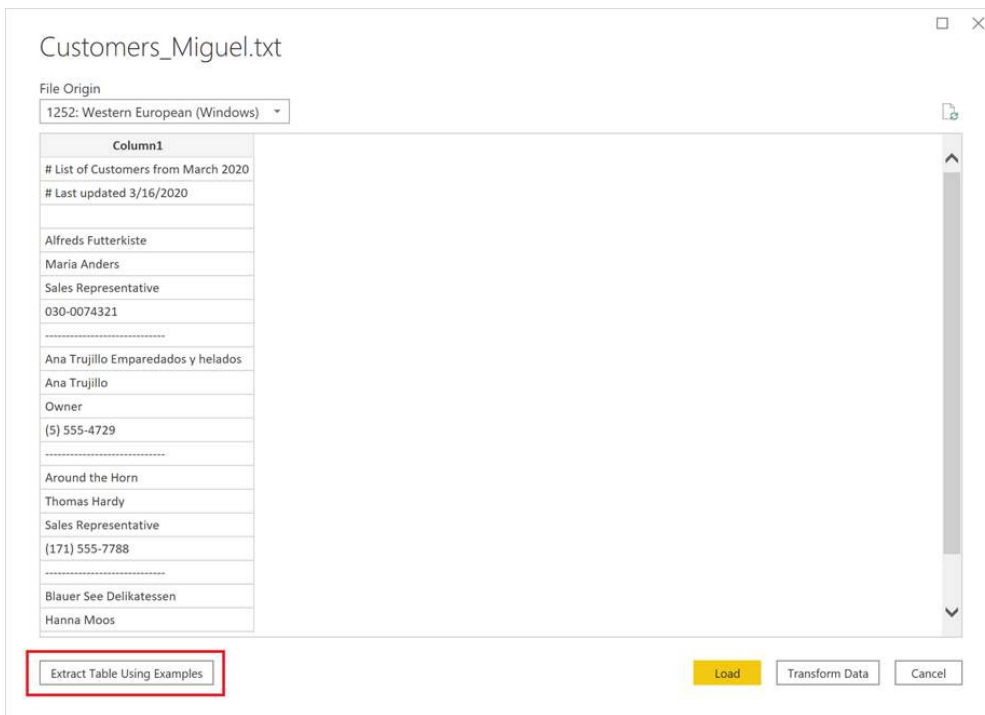 Customers_Miguel.txt
File Origin
1252: Western European (Windows)
Column1
# List of Customers from March 2020
# Last updated 3/16/2020
Alfreds Futterkiste
Maria Anders
Sales Representative
030-0074321
-----------------------------
Ana Trujillo Emparedados y helados
Ana Trujillo
Owner
(5) 555-4729
-----------------------------
Around the Horn
Thomas Hardy
Sales Representative
(171) 555-7788
-----------------------------
Blauer See Delikatessen
Hanna Moos
Extract Table Using Examples
Load
Transform Data
Cancel